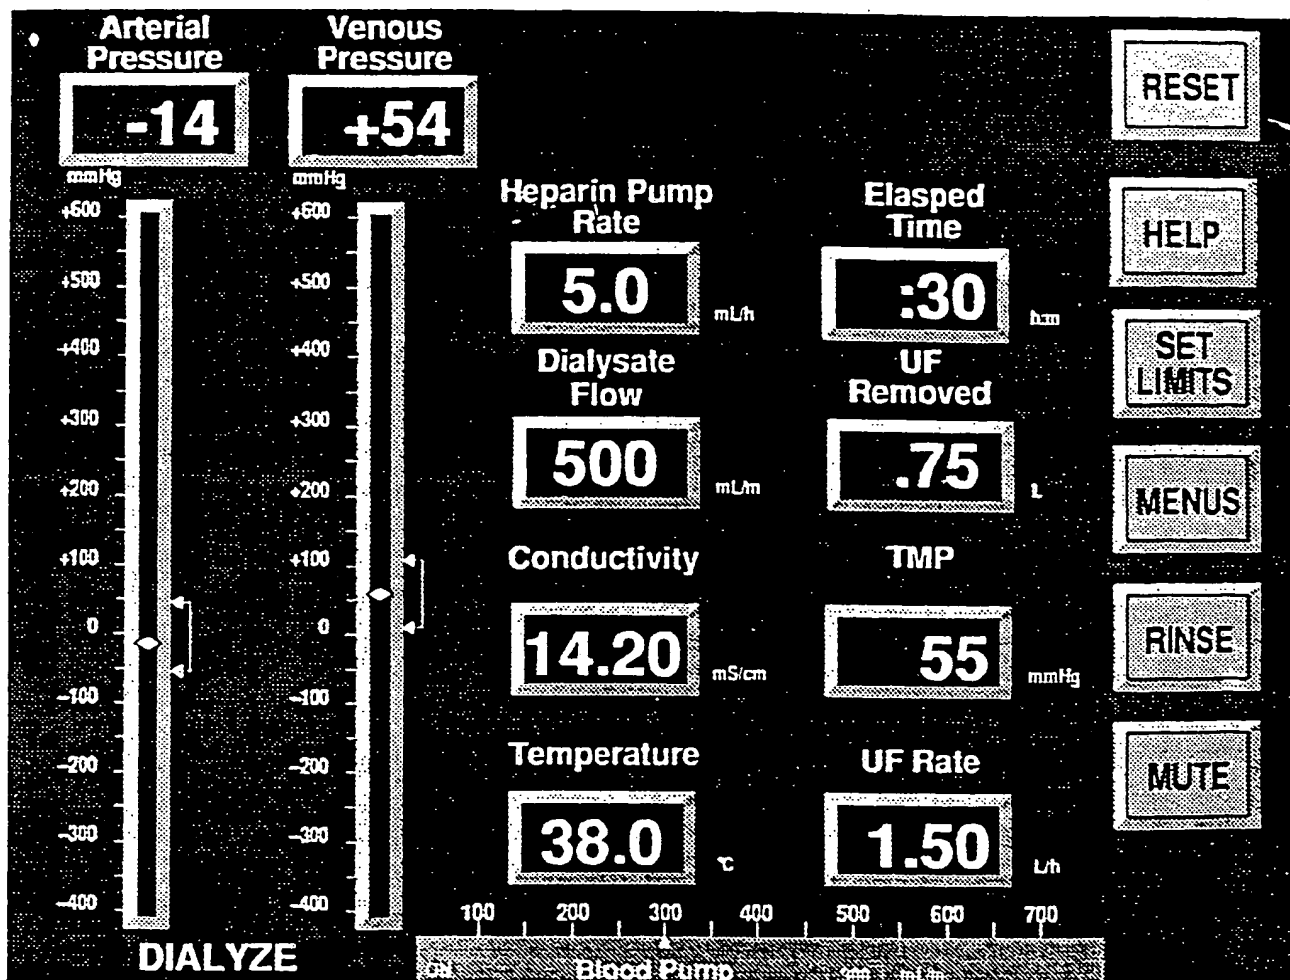 Arterial
Pressure
-14
mmHg
+600
+500
+400
+300
+200
+100
0
-100
-200
-300
-400
DIALYZE
Venous
Pressure
+54
mmHg
+600
+500
+400
+300
+200
+100
0
-100
-200
-300
-400
Heparin Pump
Rate
5.0 mL/h
Dialysate
Flow
500 mL/m
Conductivity
14.20 mS/cm
Temperature
38.0 °C
Elasped
Time
:30 h:m
UF
Removed
.75 L
TMP
55 mmHg
UF Rate
1.50 L/h
100 200 300 400 500 600 700
Blood Pump
RESET
HELP
SET
LIMITS
MENUS
RINSE
MUTE